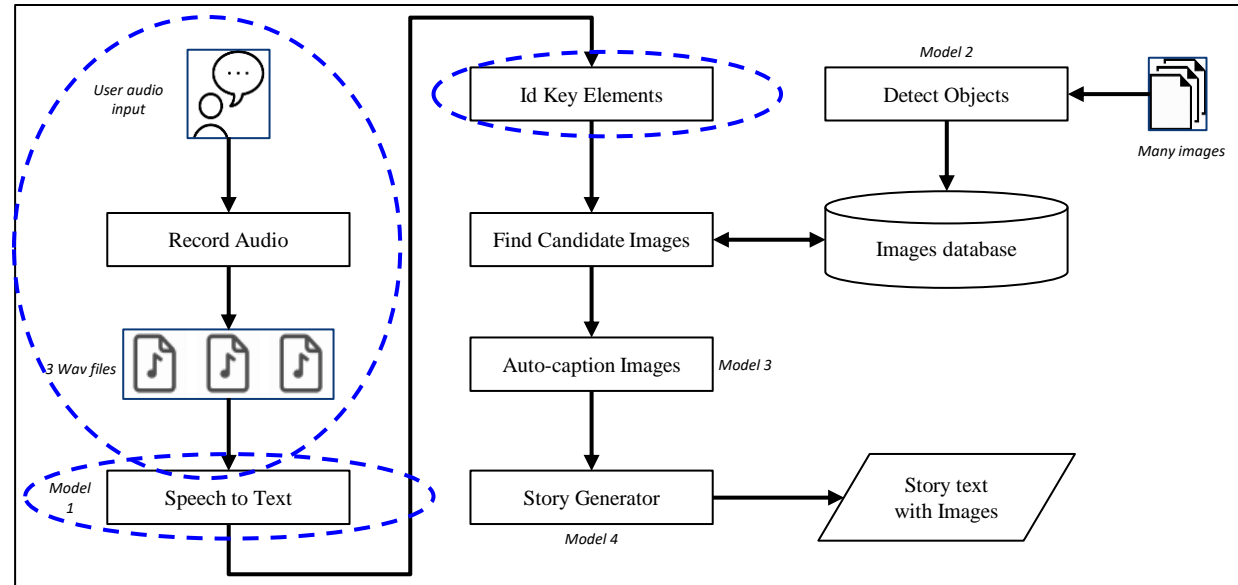 User audio
input
Record Audio
3 Wav files
Model
1
Speech to Text
Id Key Elements
Find Candidate Images
Auto-caption Images
Model 3
Story Generator
Model 4
Model 2
Detect Objects
Many images
Images database
Story text
with Images